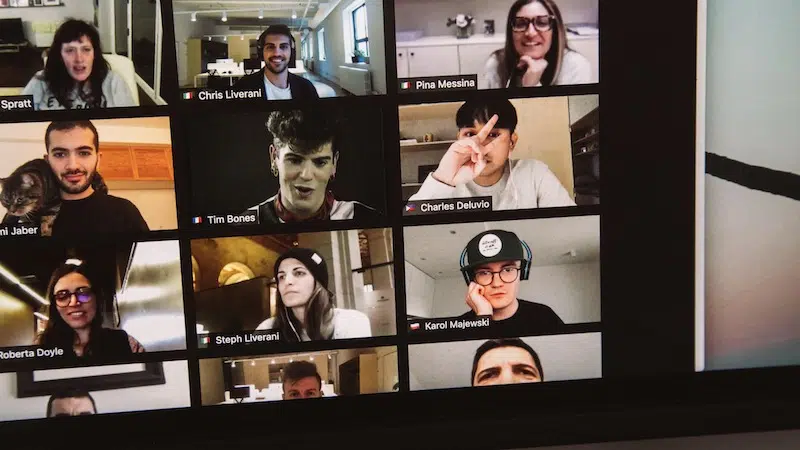 Spratt
Chris Liverani
Pina Messina
ni Jaber
Tim Bones
Charles Deluvio
Roberta Doyle
Steph Liverani
Karol Majewski